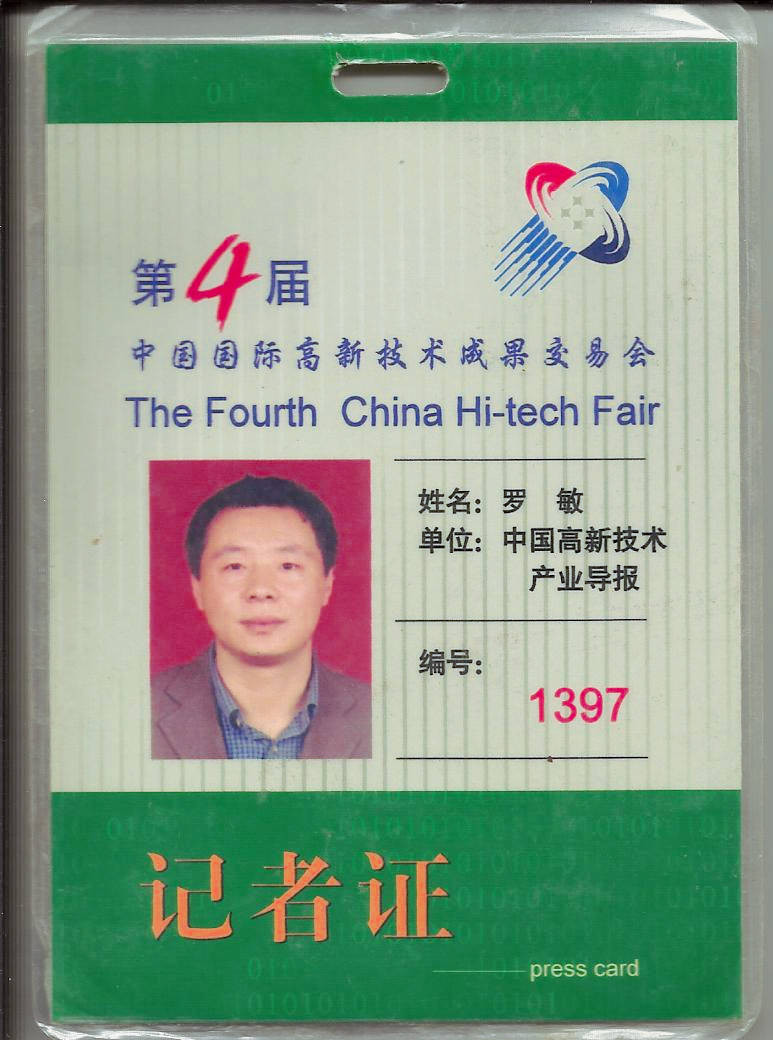 第4届
中国国际高新技术成果交易会
The Fourth China Hi-tech Fair
姓名：罗 敏
单位：中国高新技术
产业导报
编号：
1397
记者证
press card